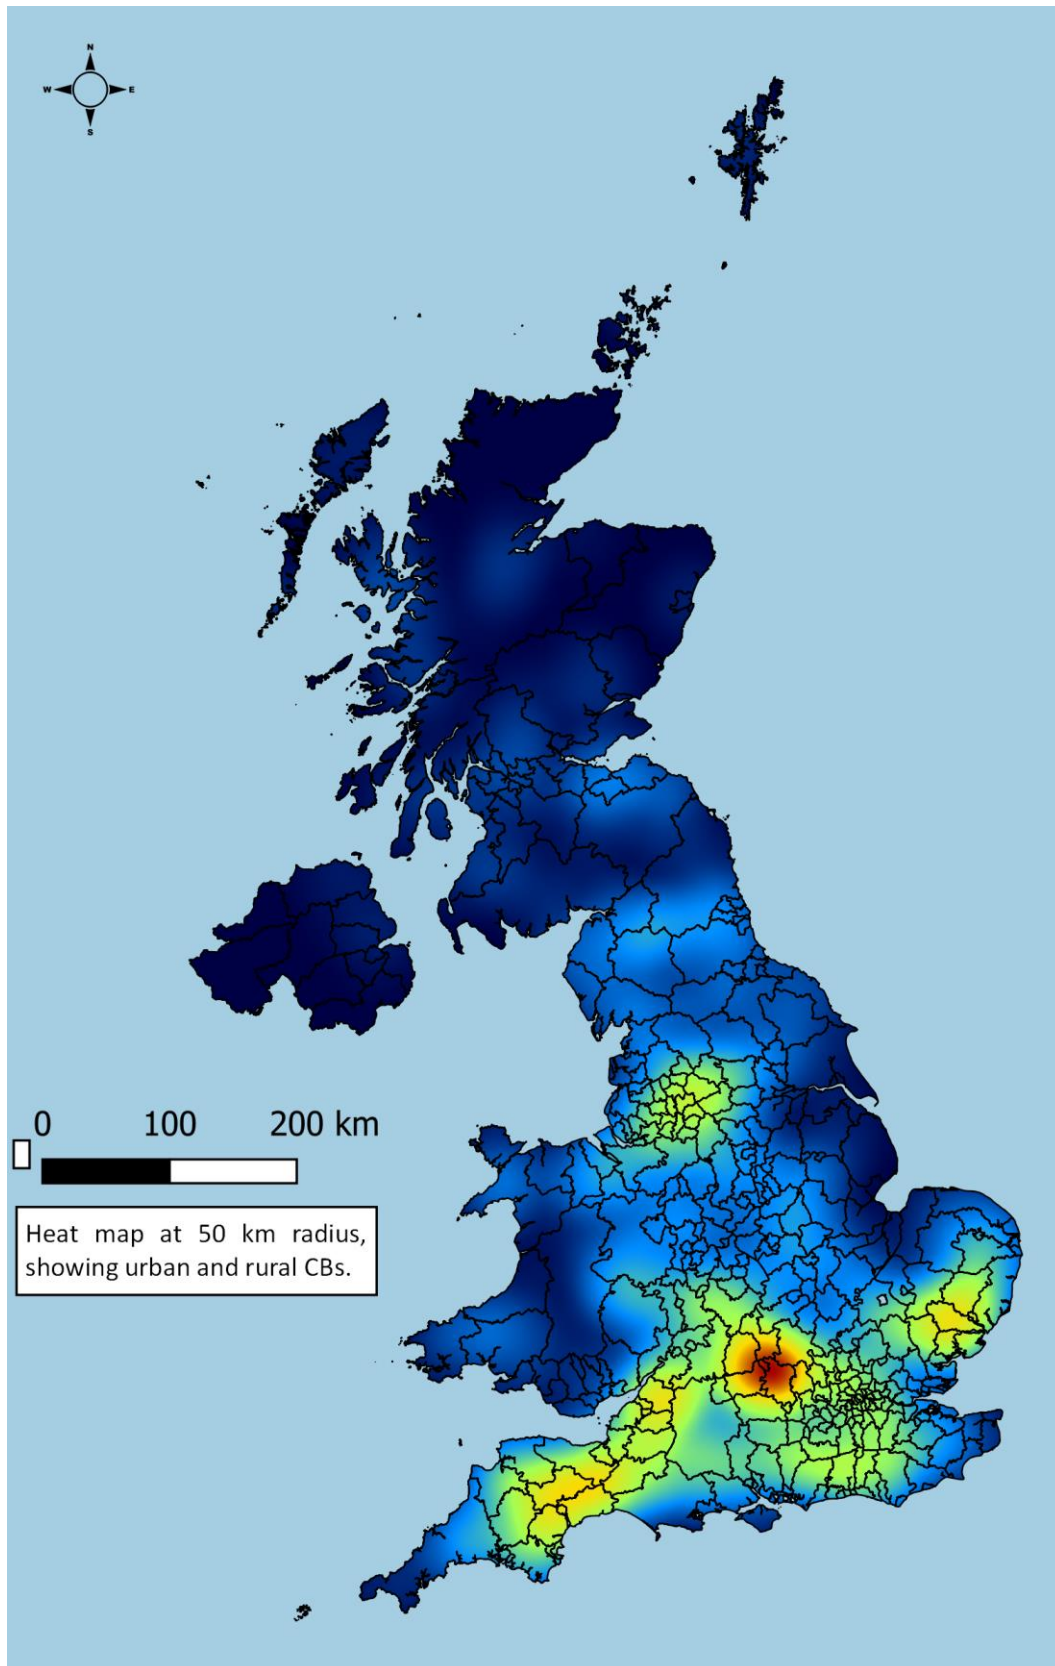 N
W E
S
0 100 200 km
Heat map at 50 km radius,
showing urban and rural CBs.